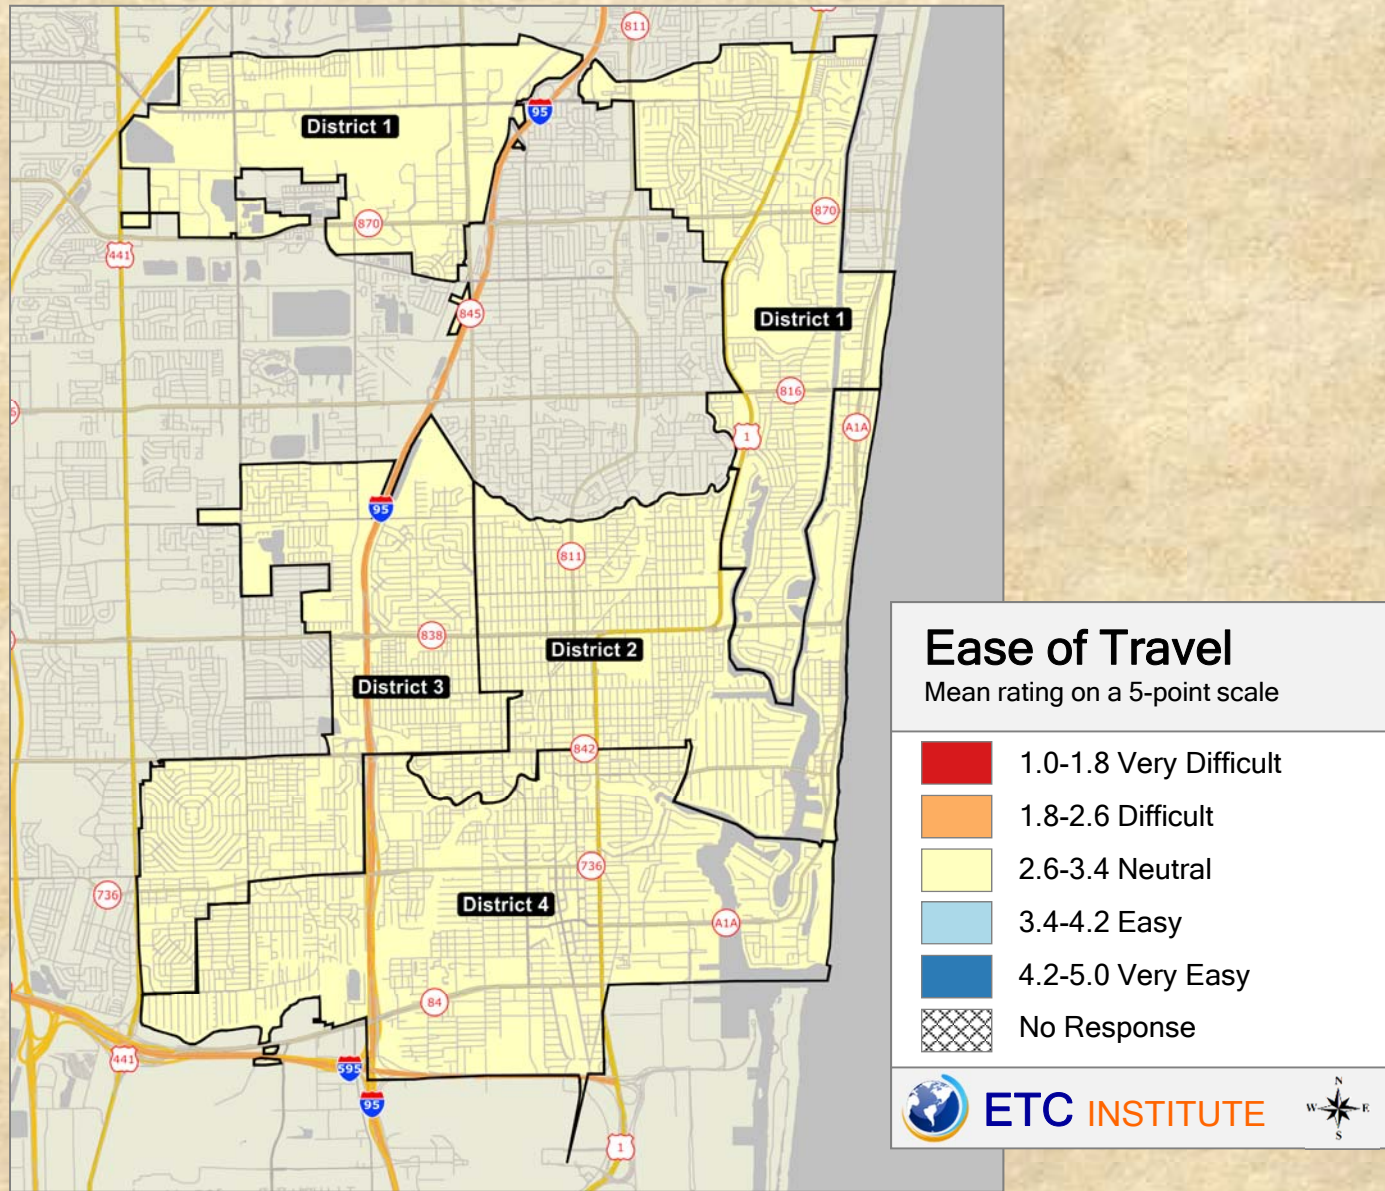 811
95
District 1
870
870
441
845
District 1
816
1
A1A
95
811
838
District 2
District 3
842
736
736
District 4
A1A
84
441
595
95
1
Ease of Travel
Mean rating on a 5-point scale
1.0-1.8 Very Difficult
1.8-2.6 Difficult
2.6-3.4 Neutral
3.4-4.2 Easy
4.2-5.0 Very Easy
No Response
ETC INSTITUTE
N
W E
S